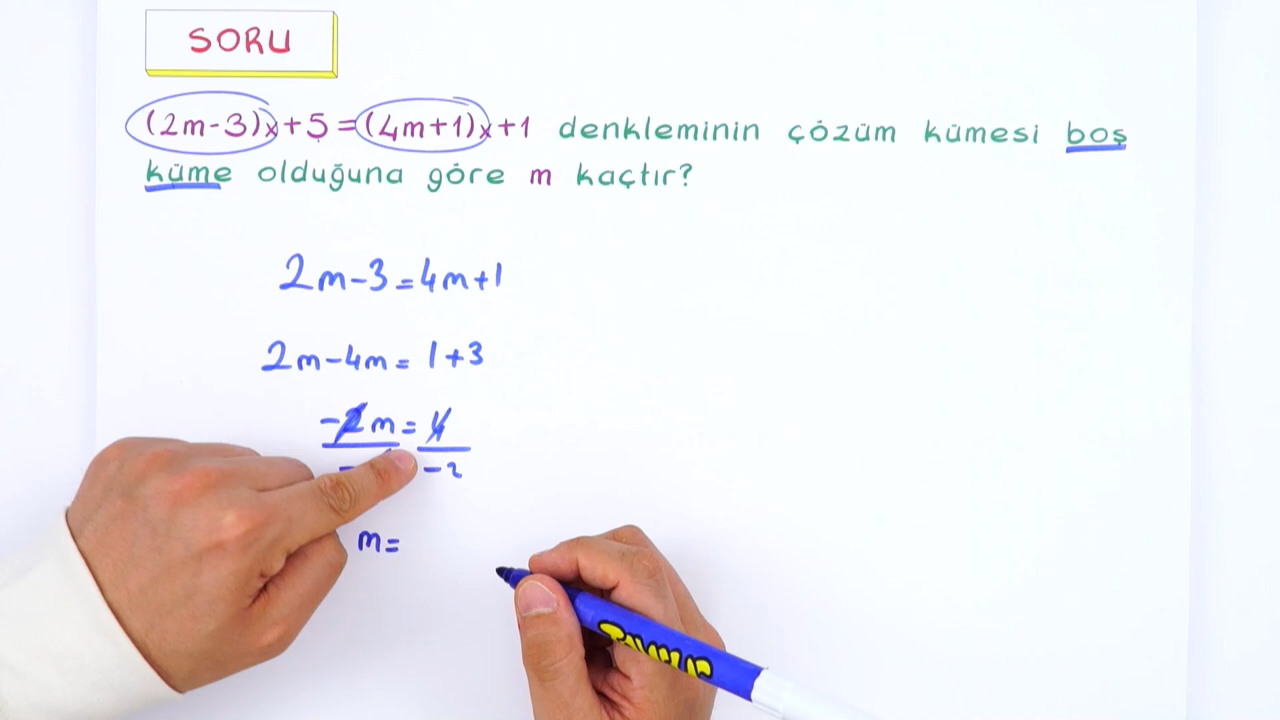 SORU
(2m-3)x+5=(4m+1)x+1 denkleminin çözüm kümesi boş
küme olduğuna göre m kaçtır?
2m-3=4m+1
2m-4m=1+3
-2m=4
-2
m=